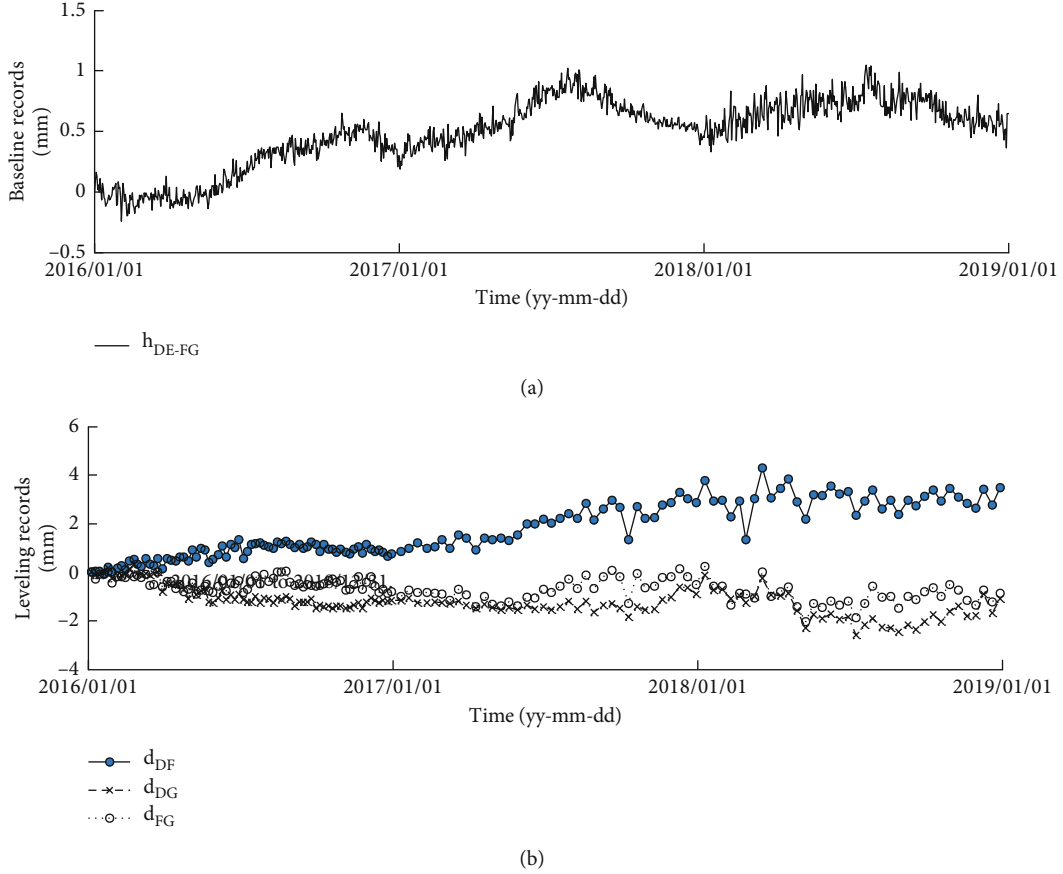 1.5
1
0.5
0
−0.5
Baseline records
(mm)
2016/01/01
2017/01/01
2018/01/01
2019/01/01
Time (yy-mm-dd)
h_DE-FG
(a)
6
4
2
0
−2
−4
Leveling records
(mm)
2016/01/01
2017/01/01
2018/01/01
2019/01/01
Time (yy-mm-dd)
d_DF
d_DG
d_FG
(b)